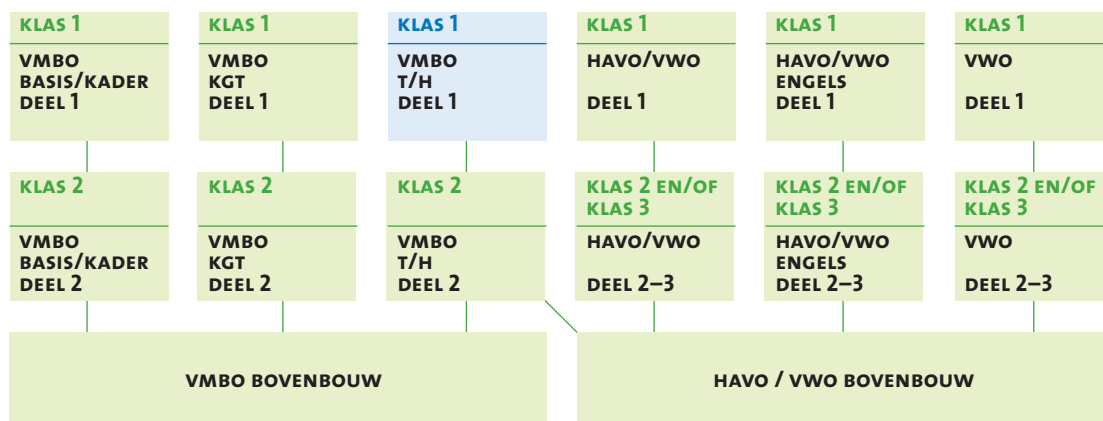 KLAS 1
VMBO
BASIS/KADER
DEEL 1
KLAS 1
VMBO
KGT
DEEL 1
KLAS 1
VMBO
T/H
DEEL 1
KLAS 1
HAVO/VWO
DEEL 1
KLAS 1
HAVO/VWO
ENGELS
DEEL 1
KLAS 1
VWO
DEEL 1
KLAS 2
VMBO
BASIS/KADER
DEEL 2
KLAS 2
VMBO
KGT
DEEL 2
KLAS 2
VMBO
T/H
DEEL 2
KLAS 2 EN/OF
KLAS 3
HAVO/VWO
DEEL 2–3
KLAS 2 EN/OF
KLAS 3
HAVO/VWO
ENGELS
DEEL 2–3
KLAS 2 EN/OF
KLAS 3
VWO
DEEL 2–3
VMBO BOVENBOUW
HAVO / VWO BOVENBOUW